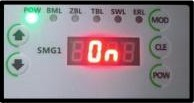 POW BML ZBL TBL SWL ERL MOD
SMG1 On CLE
POW